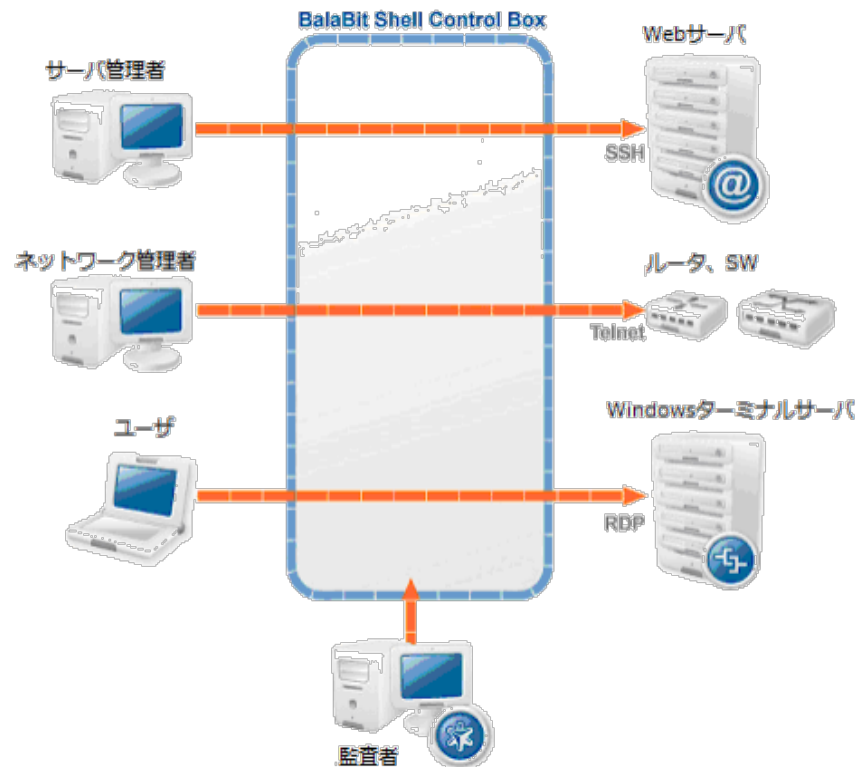 BalaBit Shell Control Box
サーバ管理者
Webサーバ
SSH
@
ネットワーク管理者
ルータ、SW
Telnet
ユーザ
Windowsターミナルサーバ
RDP
監査者